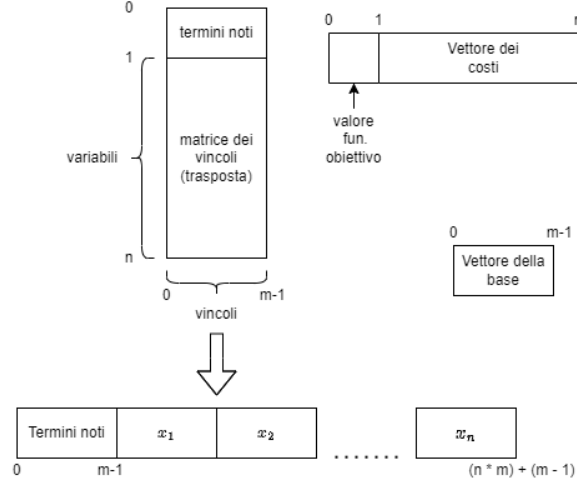 0
termini noti
1
variabili
matrice dei
vincoli
(trasposta)
n
0
m-1
vincoli
0
1
Vettore dei
costi
valore
fun.
obiettivo
0
m-1
Vettore della
base
Termini noti
x₁
x₂
.......
xₙ
0
m-1
(n * m) + (m - 1)